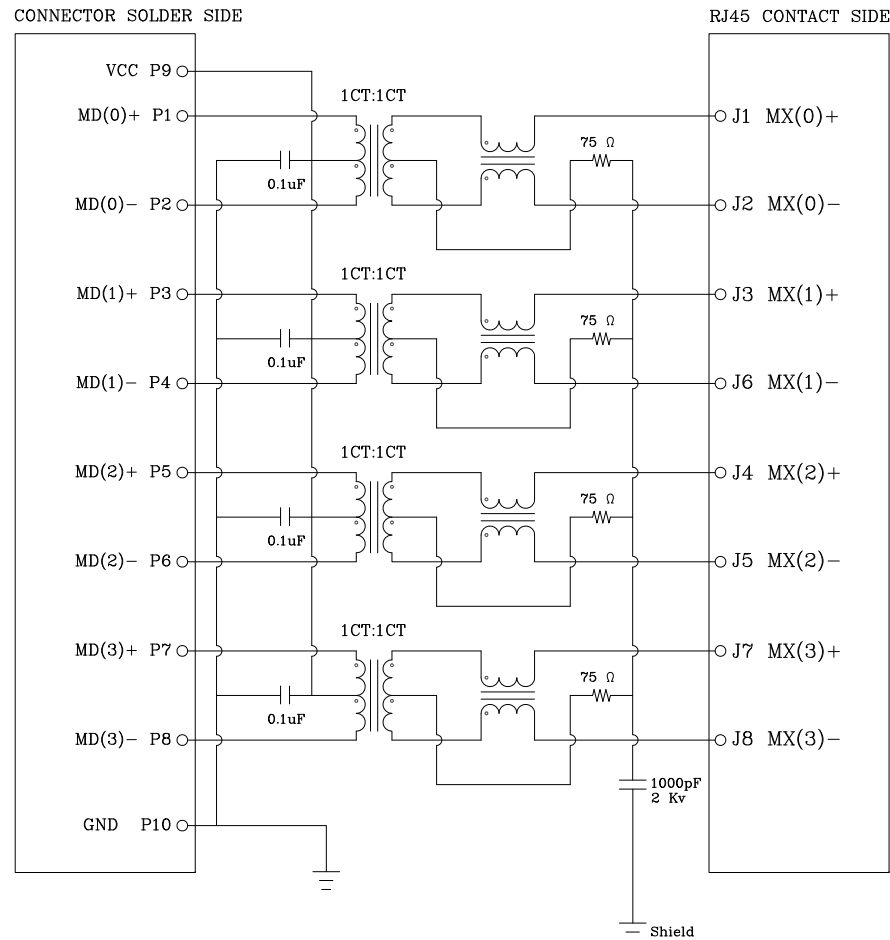 CONNECTOR SOLDER SIDE
RJ45 CONTACT SIDE
VCC P9
1CT:1CT
MD(0)+ P1
J1 MX(0)+
75 Ω
0.1uF
MD(0)- P2
J2 MX(0)-
1CT:1CT
MD(1)+ P3
J3 MX(1)+
75 Ω
0.1uF
MD(1)- P4
J6 MX(1)-
1CT:1CT
MD(2)+ P5
J4 MX(2)+
75 Ω
0.1uF
MD(2)- P6
J5 MX(2)-
1CT:1CT
MD(3)+ P7
J7 MX(3)+
75 Ω
0.1uF
MD(3)- P8
J8 MX(3)-
1000pF
2 Kv
GND P10
Shield